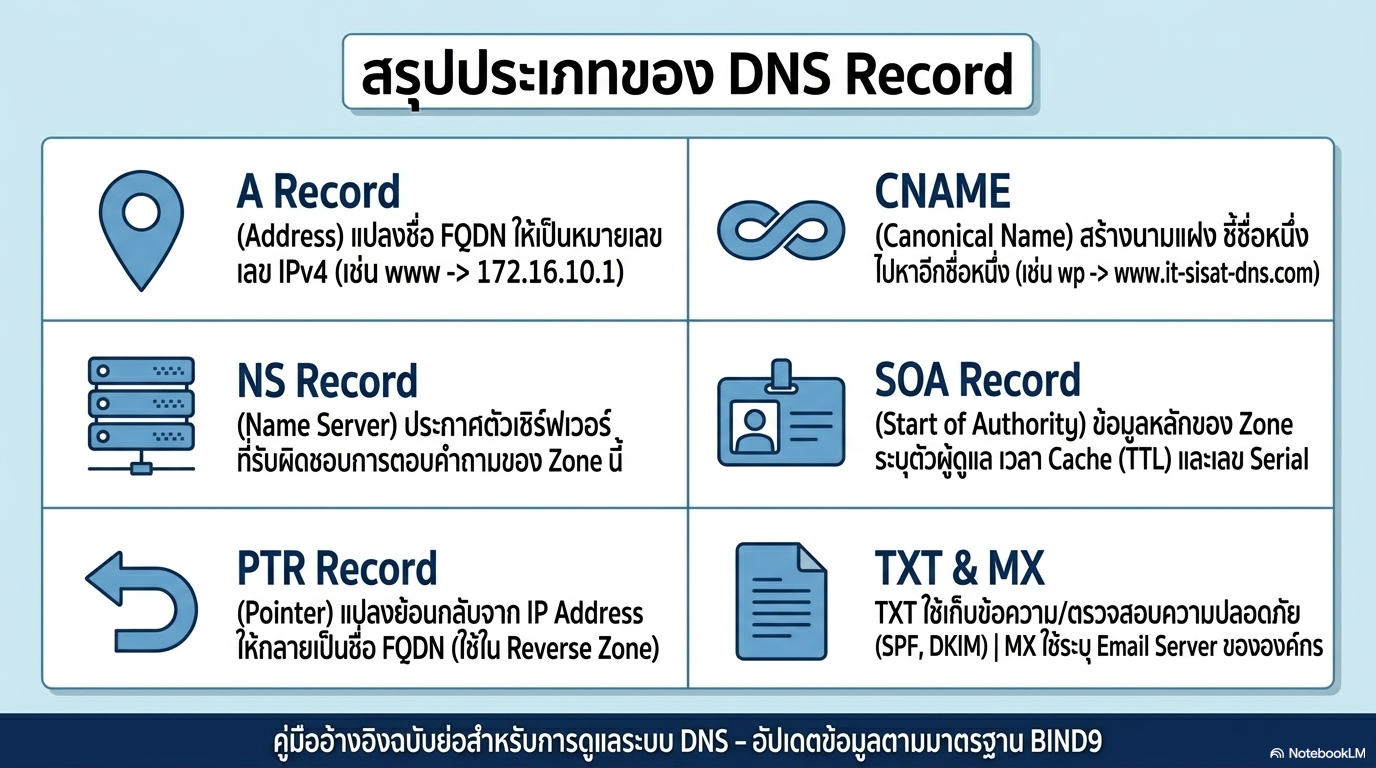 สรุปประเภทของ DNS Record
A Record
(Address) แปลงชื่อ FQDN ให้เป็นหมายเลข
เลข IPv4 (เช่น www -> 172.16.10.1)
CNAME
(Canonical Name) สร้างนามแฝง ชี้ชื่อหนึ่ง
ไปหาอีกชื่อหนึ่ง (เช่น wp -> www.it-sisat-dns.com)
NS Record
(Name Server) ประกาศตัวเซิร์ฟเวอร์
ที่รับผิดชอบการตอบคำถามของ Zone นี้
SOA Record
(Start of Authority) ข้อมูลหลักของ Zone
ระบุตัวผู้ดูแล เวลา Cache (TTL) และเลข Serial
PTR Record
(Pointer) แปลงย้อนกลับจาก IP Address
ให้กลายเป็นชื่อ FQDN (ใช้ใน Reverse Zone)
TXT & MX
TXT ใช้เก็บข้อความ/ตรวจสอบความปลอดภัย
(SPF, DKIM) | MX ใช้ระบุ Email Server ขององค์กร
คู่มืออ้างอิงฉบับย่อสำหรับการดูแลระบบ DNS – อัปเดตข้อมูลตามมาตรฐาน BIND9
NotebookLM